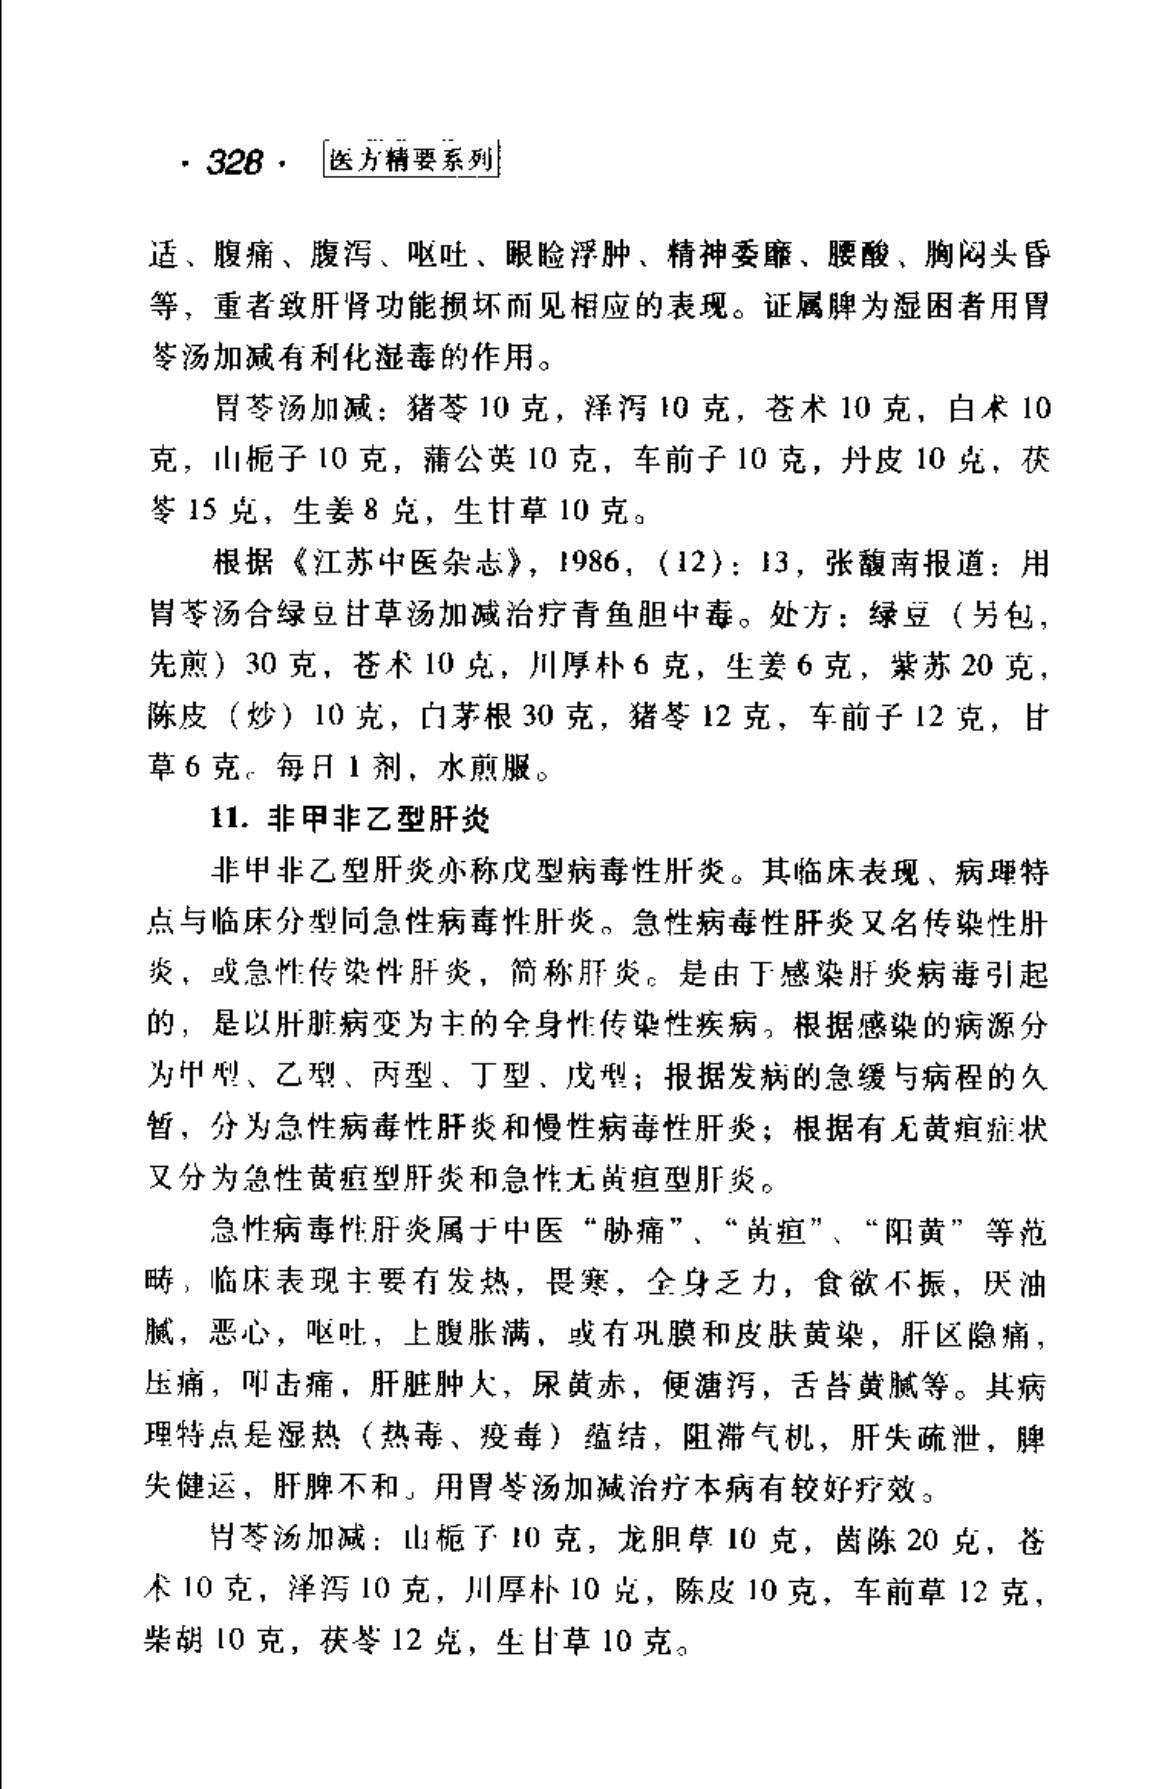 · 328 · 医方精要系列
适、腹痛、腹泻、呕吐、眼睑浮肿、精神委靡、腰酸、胸闷头昏
等，重者致肝肾功能损坏而见相应的表现。证属脾为湿困者用胃
苓汤加减有利化湿毒的作用。
胃苓汤加减：猪苓 10 克，泽泻 10 克，苍术 10 克，白术 10
克，山栀子 10 克，蒲公英 10 克，车前子 10 克，丹皮 10 克，茯
苓 15 克，生姜 8 克，生甘草 10 克。
根据《江苏中医杂志》，1986，（12）：13，张馥南报道：用
胃苓汤合绿豆甘草汤加减治疗青鱼胆中毒。处方：绿豆（另包，
先煎）30 克，苍术 10 克，川厚朴 6 克，生姜 6 克，紫苏 20 克，
陈皮（炒）10 克，白茅根 30 克，猪苓 12 克，车前子 12 克，甘
草 6 克。每日 1 剂，水煎服。
11. 非甲非乙型肝炎
非甲非乙型肝炎亦称戊型病毒性肝炎。其临床表现、病理特
点与临床分型同急性病毒性肝炎。急性病毒性肝炎又名传染性肝
炎，或急性传染性肝炎，简称肝炎。是由于感染肝炎病毒引起
的，是以肝脏病变为主的全身性传染性疾病。根据感染的病源分
为甲型、乙型、丙型、丁型、戊型；报据发病的急缓与病程的久
暂，分为急性病毒性肝炎和慢性病毒性肝炎；根据有无黄疸症状
又分为急性黄疸型肝炎和急性无黄疸型肝炎。
急性病毒性肝炎属于中医“胁痛”、“黄疸”、“阳黄”等范
畴。临床表现主要有发热，畏寒，全身乏力，食欲不振，厌油
腻，恶心，呕吐，上腹胀满，或有巩膜和皮肤黄染，肝区隐痛，
压痛，叩击痛，肝脏肿大，尿黄赤，便溏泻，舌苔黄腻等。其病
理特点是湿热（热毒、疫毒）蕴结，阻滞气机，肝失疏泄，脾
失健运，肝脾不和。用胃苓汤加减治疗本病有较好疗效。
胃苓汤加减：山栀子 10 克，龙胆草 10 克，茵陈 20 克，苍
术 10 克，泽泻 10 克，川厚朴 10 克，陈皮 10 克，车前草 12 克，
柴胡 10 克，茯苓 12 克，生甘草 10 克。